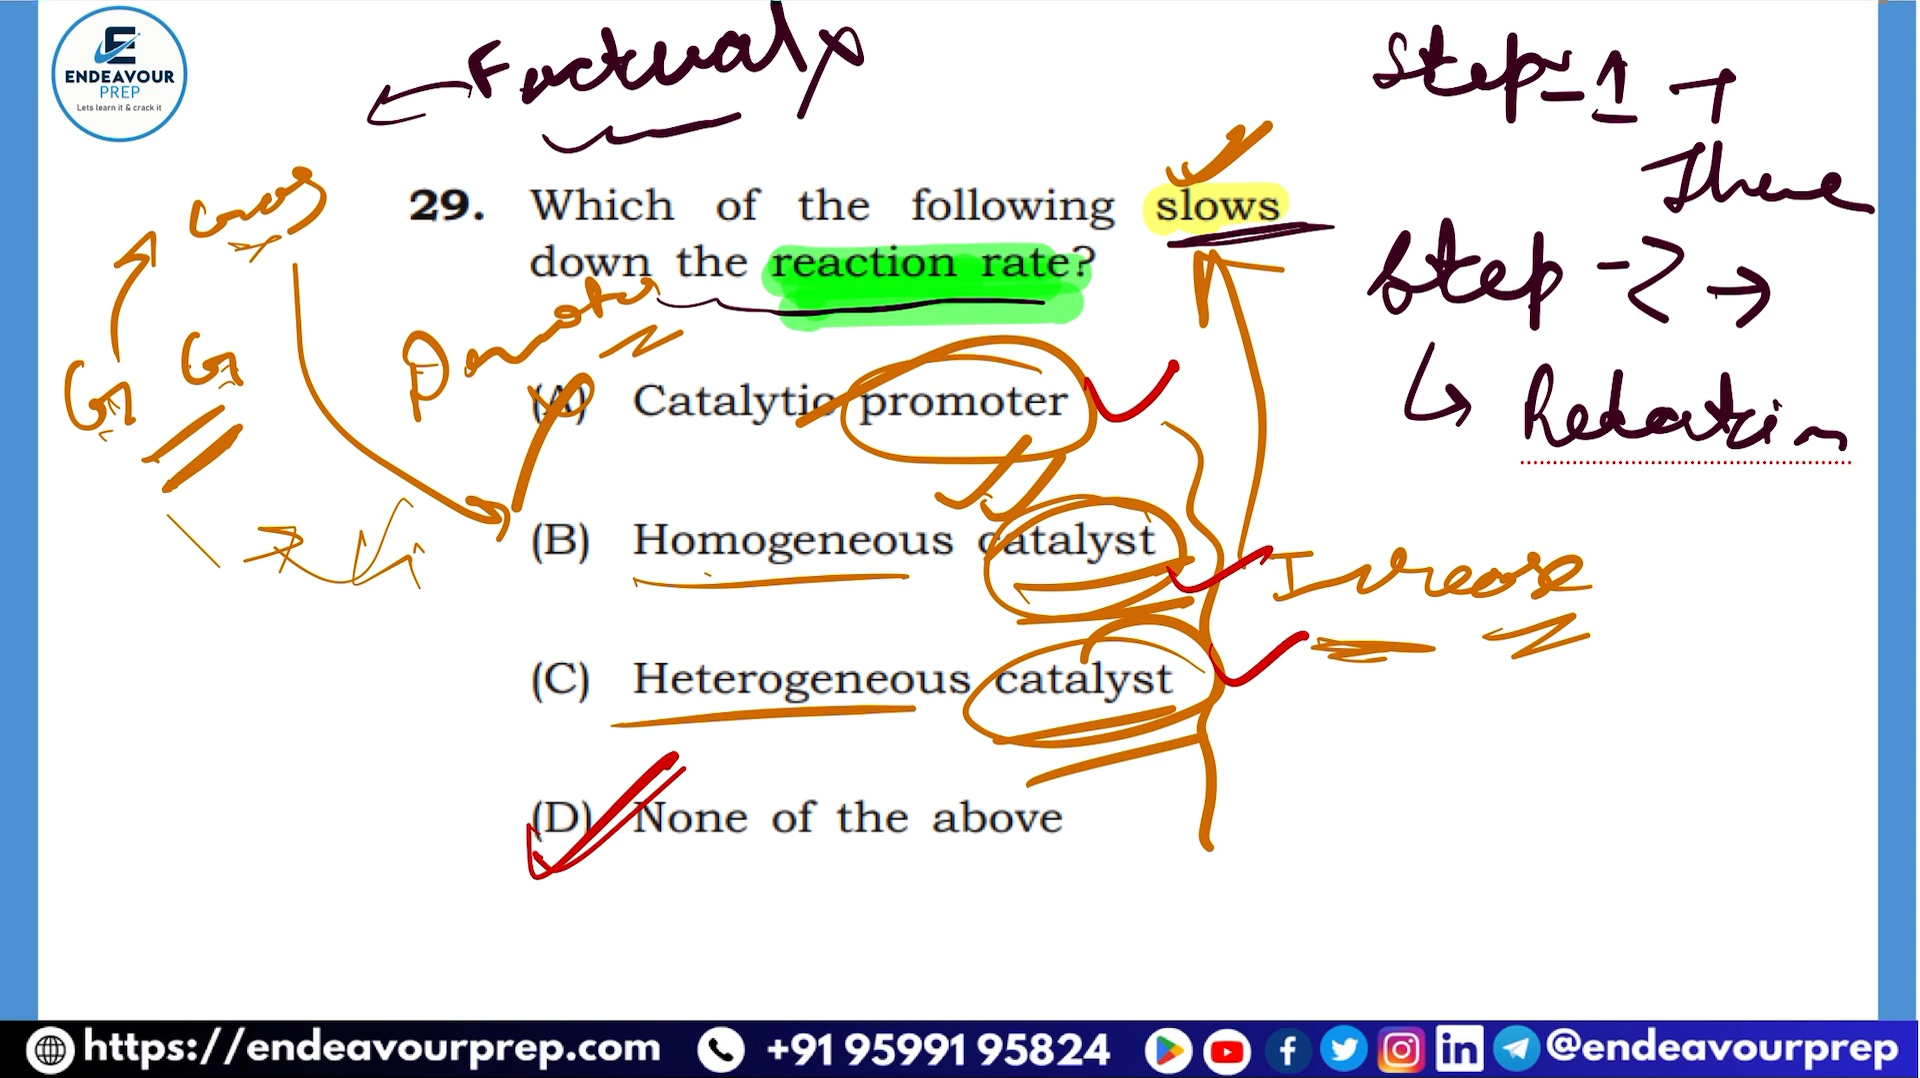 ENDEAVOUR
PREP
Lets learn it & crack it
Factual
Step-1 →
Theme
Step-2 →
29. Which of the following slows
down the reaction rate?
Promoter
(A) Catalytic promoter
(B) Homogeneous catalyst
Increase
(C) Heterogeneous catalyst
(D) None of the above
https://endeavourprep.com +91 95991 95824 @endeavourprep